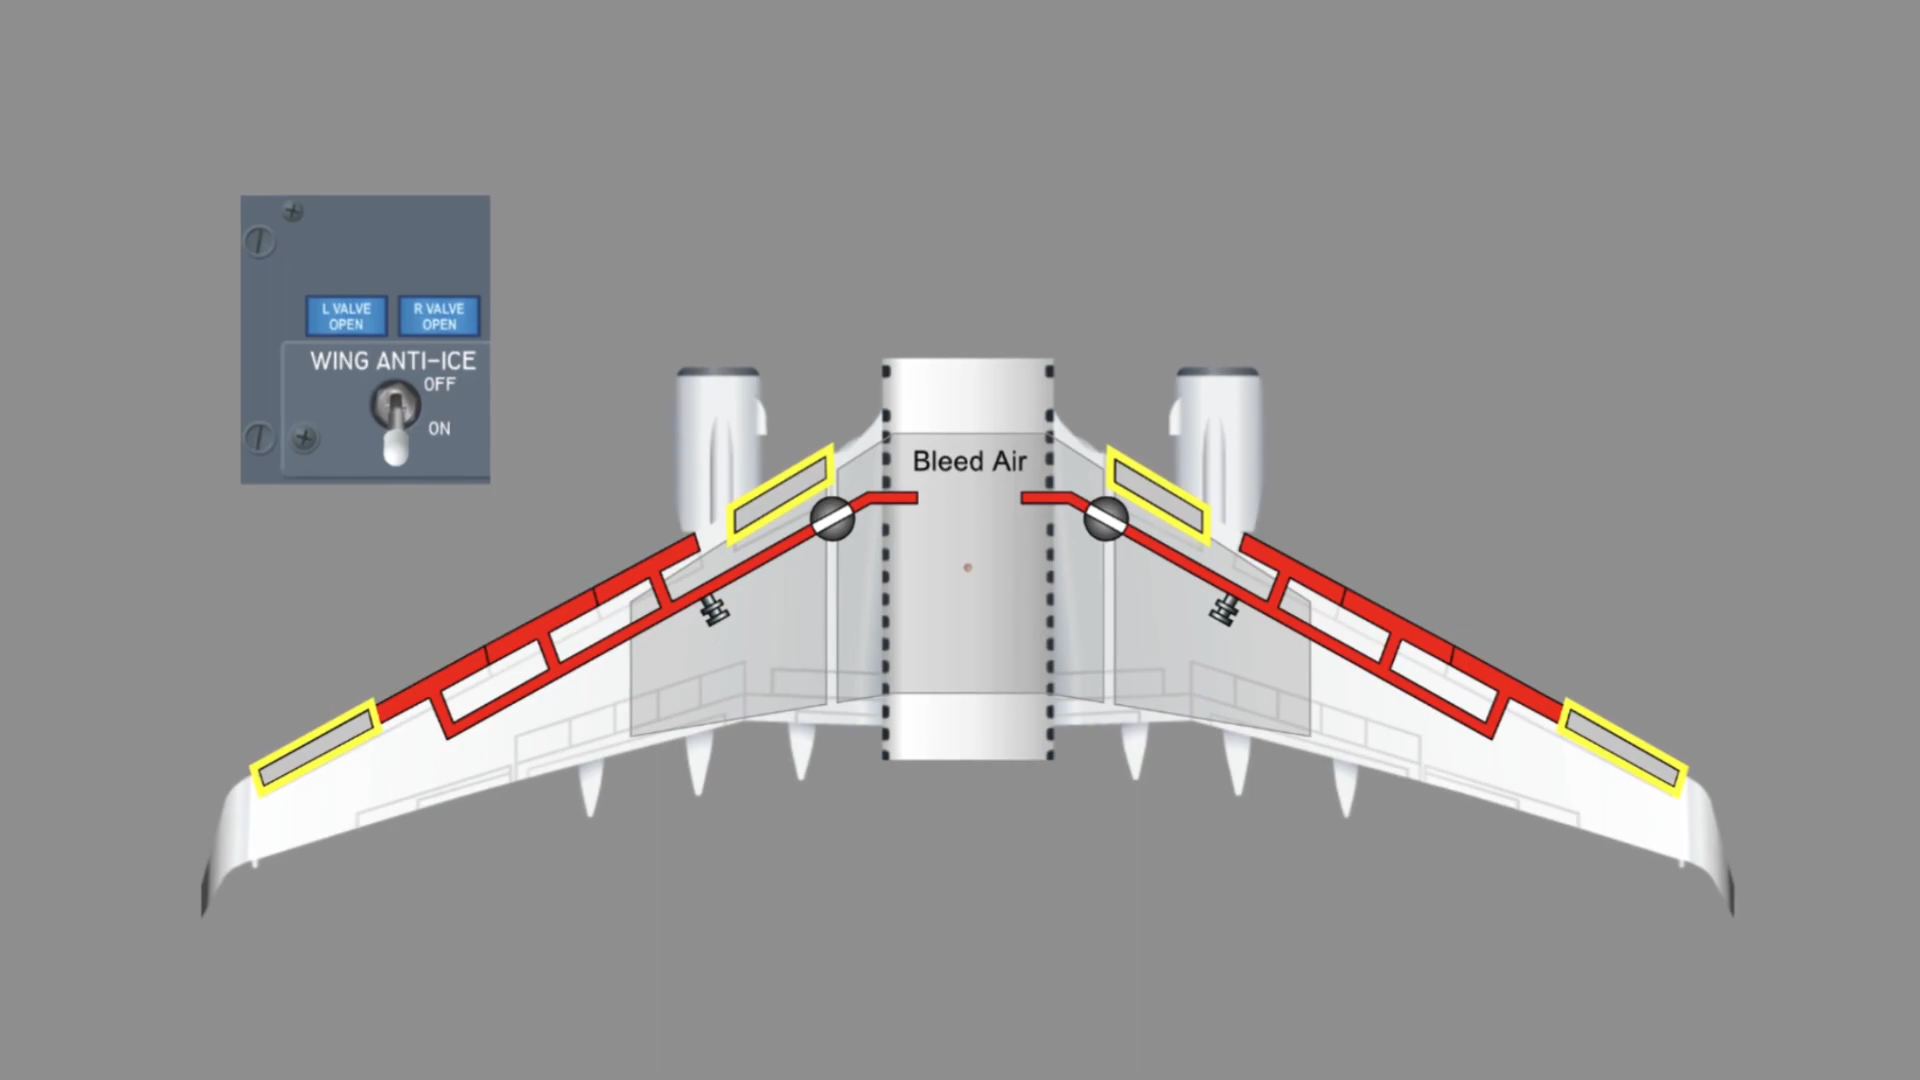 L VALVE
OPEN
R VALVE
OPEN
WING ANTI-ICE
OFF
ON
Bleed Air